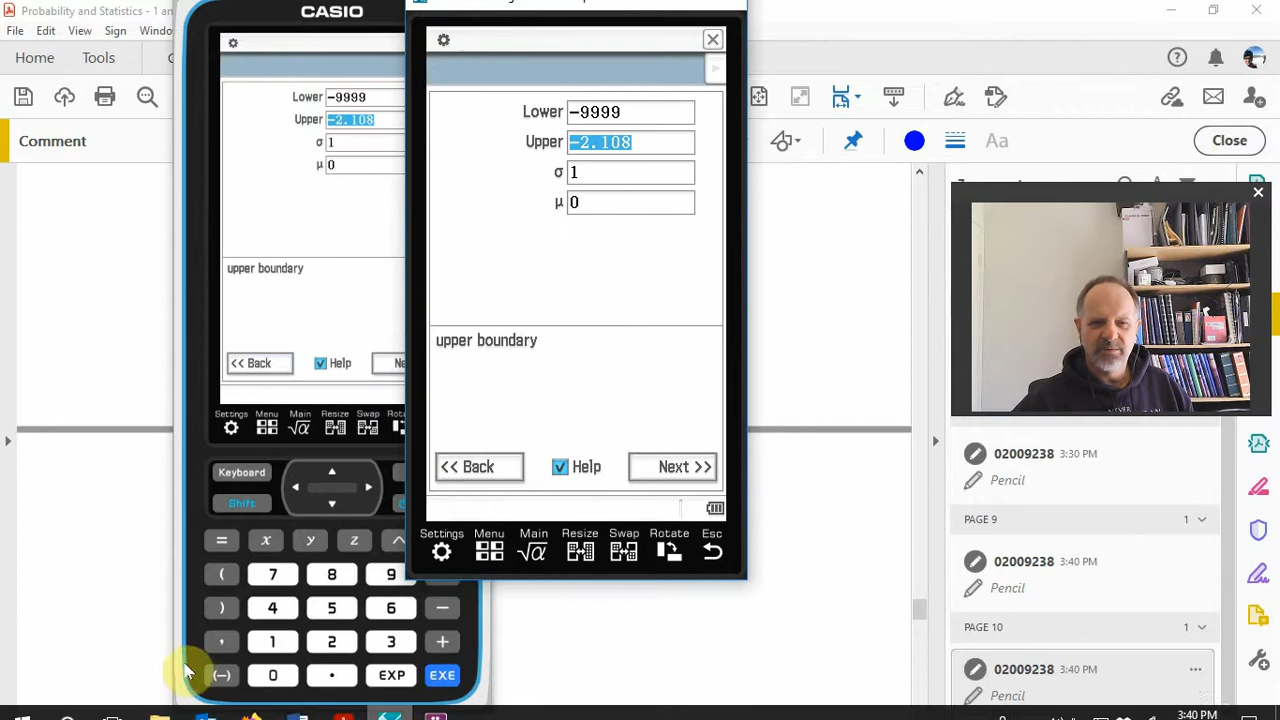 Probability and Statistics - 1 an
CASIO
File Edit View Sign Windo
Home Tools
Comment
Close
Aa
Lower -9999
Upper -2.108
σ 1
μ 0
upper boundary
<< Back Help Ne
Settings Menu Main Resize Swap Rota
Keyboard
Shift
= x y z ^
( 7 8 9
) 4 5 6 −
, 1 2 3 +
(−) 0 • EXP EXE
Lower -9999
Upper -2.108
σ 1
μ 0
upper boundary
<< Back Help Next >>
Settings Menu Main Resize Swap Rotate Esc
√α
02009238 3:30 PM
Pencil
PAGE 9 1
02009238 3:40 PM
Pencil
PAGE 10 1
02009238 3:40 PM
Pencil
3:40 PM